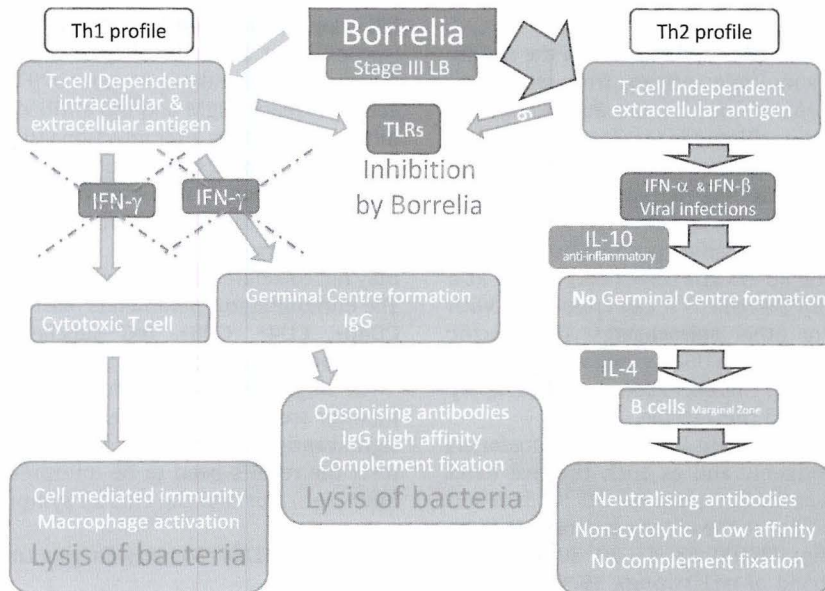 Th1 profile
Borrelia
Stage III LB
Th2 profile
T-cell Dependent
intracellular &
extracellular antigen
T-cell Independent
extracellular antigen
TLRs
6
Inhibition
by Borrelia
IFN-γ
IFN-γ
IFN-α & IFN-β
Viral infections
IL-10
anti-inflammatory
Cytotoxic T cell
Germinal Centre formation
IgG
No Germinal Centre formation
IL-4
B cells Marginal Zone
Opsonising antibodies
IgG high affinity
Complement fixation
Lysis of bacteria
Cell mediated immunity
Macrophage activation
Lysis of bacteria
Neutralising antibodies
Non-cytolytic , Low affinity
No complement fixation